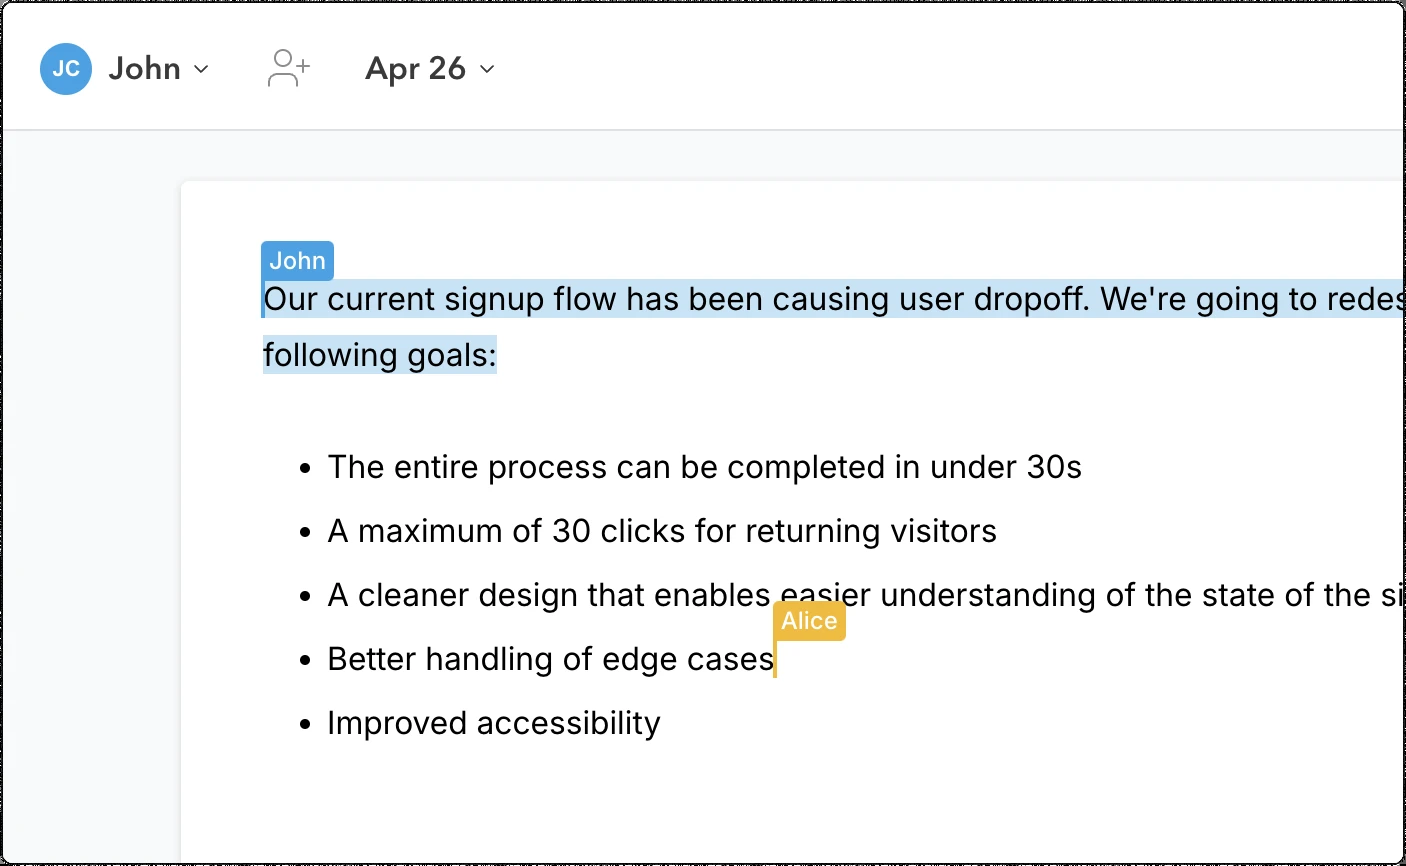 JC John Apr 26
John
Our current signup flow has been causing user dropoff. We're going to
following goals:
The entire process can be completed in under 30s
A maximum of 30 clicks for returning visitors
A cleaner design that enables easier understanding of the state of the
Alice
Better handling of edge cases
Improved accessibility